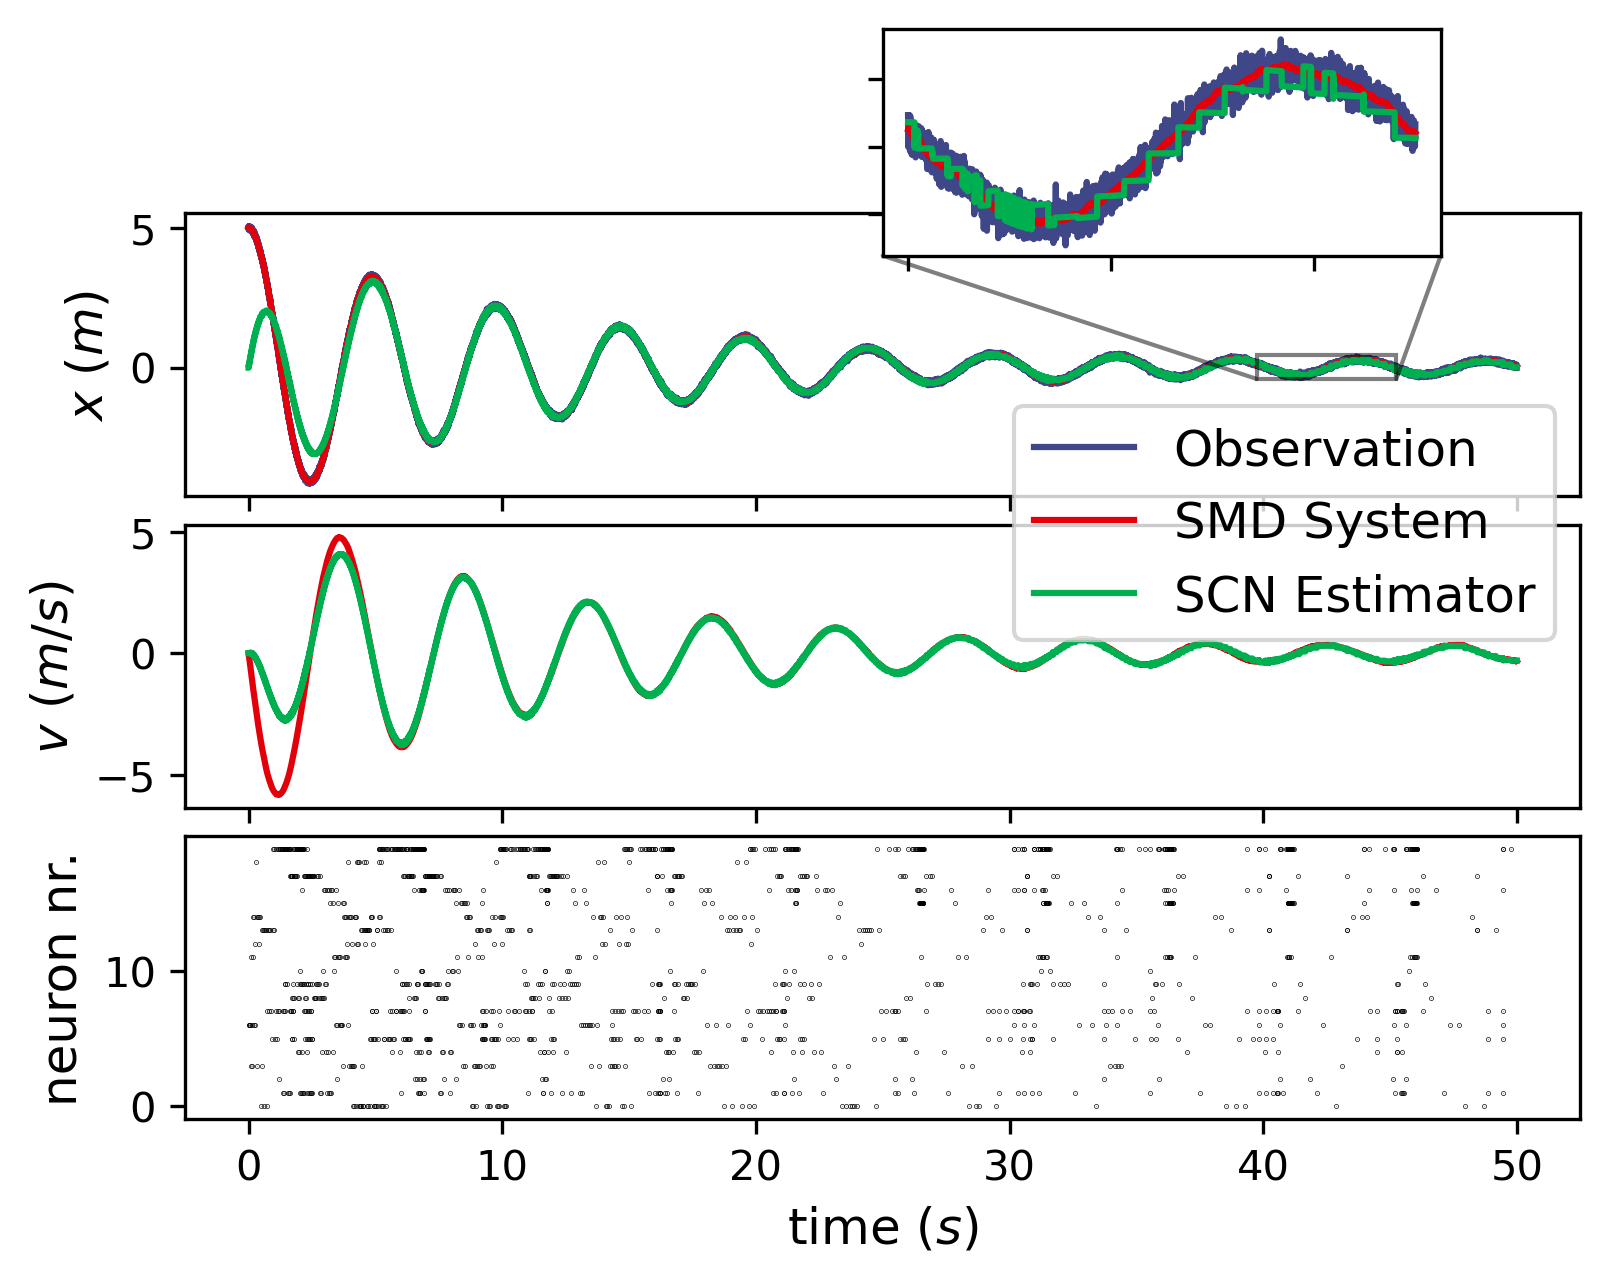 5
0
x (m)
Observation
SMD System
SCN Estimator
5
0
−5
v (m/s)
10
0
neuron nr.
0 10 20 30 40 50
time (s)